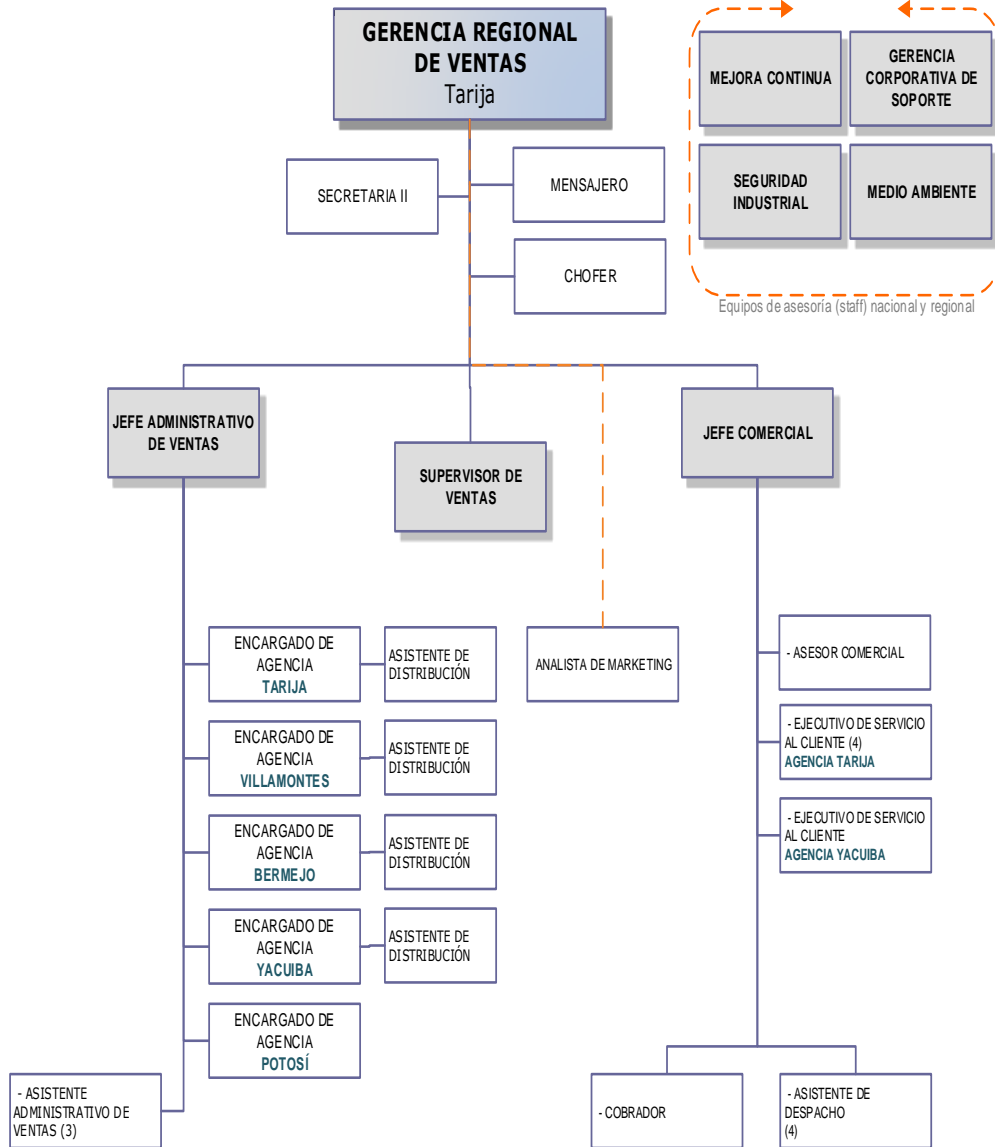 GERENCIA REGIONAL
DE VENTAS
Tarija
MEJORA CONTINUA
GERENCIA
CORPORATIVA DE
SOPORTE
SEGURIDAD
INDUSTRIAL
MEDIO AMBIENTE
Equipos de asesoría (staff) nacional y regional
SECRETARIA II
MENSAJERO
CHOFER
JEFE ADMINISTRATIVO
DE VENTAS
SUPERVISOR DE
VENTAS
JEFE COMERCIAL
ENCARGADO DE
AGENCIA
TARIJA
ASISTENTE DE
DISTRIBUCIÓN
ANALISTA DE MARKETING
- ASESOR COMERCIAL
ENCARGADO DE
AGENCIA
VILLAMONTES
ASISTENTE DE
DISTRIBUCIÓN
- EJECUTIVO DE SERVICIO
AL CLIENTE (4)
AGENCIA TARIJA
ENCARGADO DE
AGENCIA
BERMEJO
ASISTENTE DE
DISTRIBUCIÓN
- EJECUTIVO DE SERVICIO
AL CLIENTE
AGENCIA YACUIBA
ENCARGADO DE
AGENCIA
YACUIBA
ASISTENTE DE
DISTRIBUCIÓN
ENCARGADO DE
AGENCIA
POTOSÍ
- ASISTENTE
ADMINISTRATIVO DE
VENTAS (3)
- COBRADOR
- ASISTENTE DE
DESPACHO
(4)